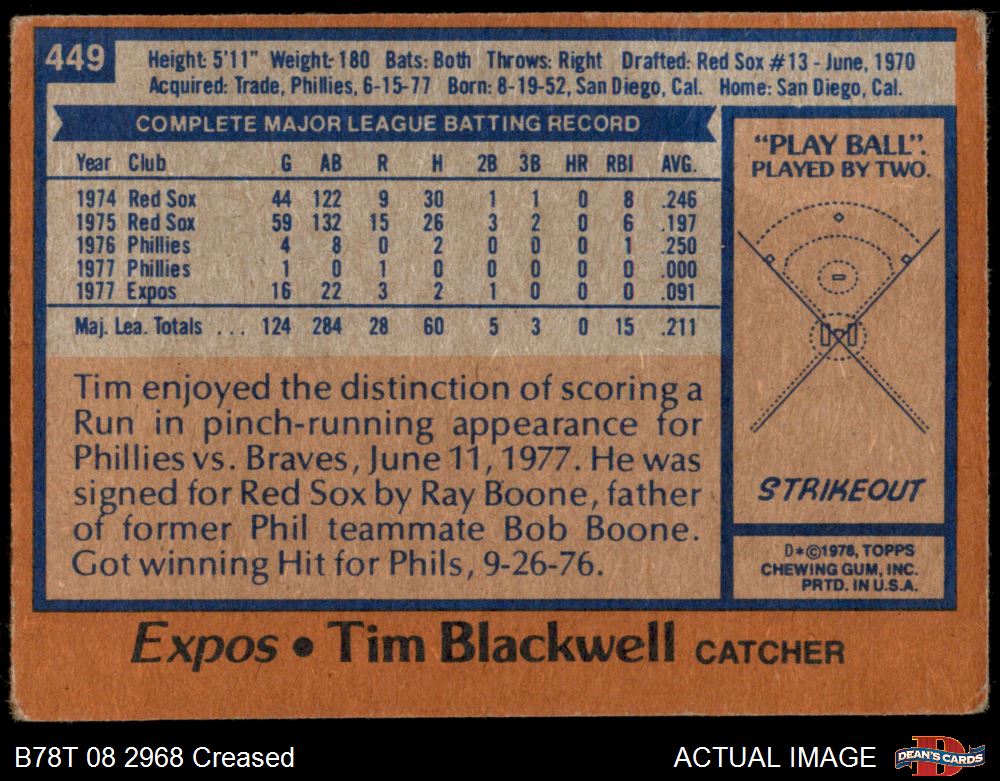 449
Height: 5'11" Weight: 180 Bats: Both Throws: Right Drafted: Red Sox #13 - June, 1970
Acquired: Trade, Phillies, 6-15-77 Born: 8-19-52, San Diego, Cal. Home: San Diego, Cal.
COMPLETE MAJOR LEAGUE BATTING RECORD
Year Club G AB R H 2B 3B HR RBI AVG.
1974 Red Sox 44 122 9 30 1 1 0 8 .246
1975 Red Sox 59 132 15 26 3 2 0 6 .197
1976 Phillies 4 8 0 2 0 0 0 1 .250
1977 Phillies 1 0 1 0 0 0 0 0 .000
1977 Expos 16 22 3 2 1 0 0 0 .091
Maj. Lea. Totals ... 124 284 28 60 5 3 0 15 .211
Tim enjoyed the distinction of scoring a
Run in pinch-running appearance for
Phillies vs. Braves, June 11, 1977. He was
signed for Red Sox by Ray Boone, father
of former Phil teammate Bob Boone.
Got winning Hit for Phils, 9-26-76.
"PLAY BALL".
PLAYED BY TWO.
STRIKEOUT
D*©1978, TOPPS
CHEWING GUM, INC.
PRTD. IN U.S.A.
Expos • Tim Blackwell CATCHER
B78T 08 2968 Creased
ACTUAL IMAGE
D
DEAN'S CARDS